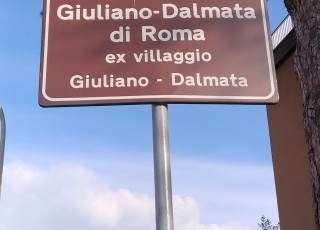 Giuliano-Dalmata
di Roma
ex villaggio
Giuliano - Dalmata